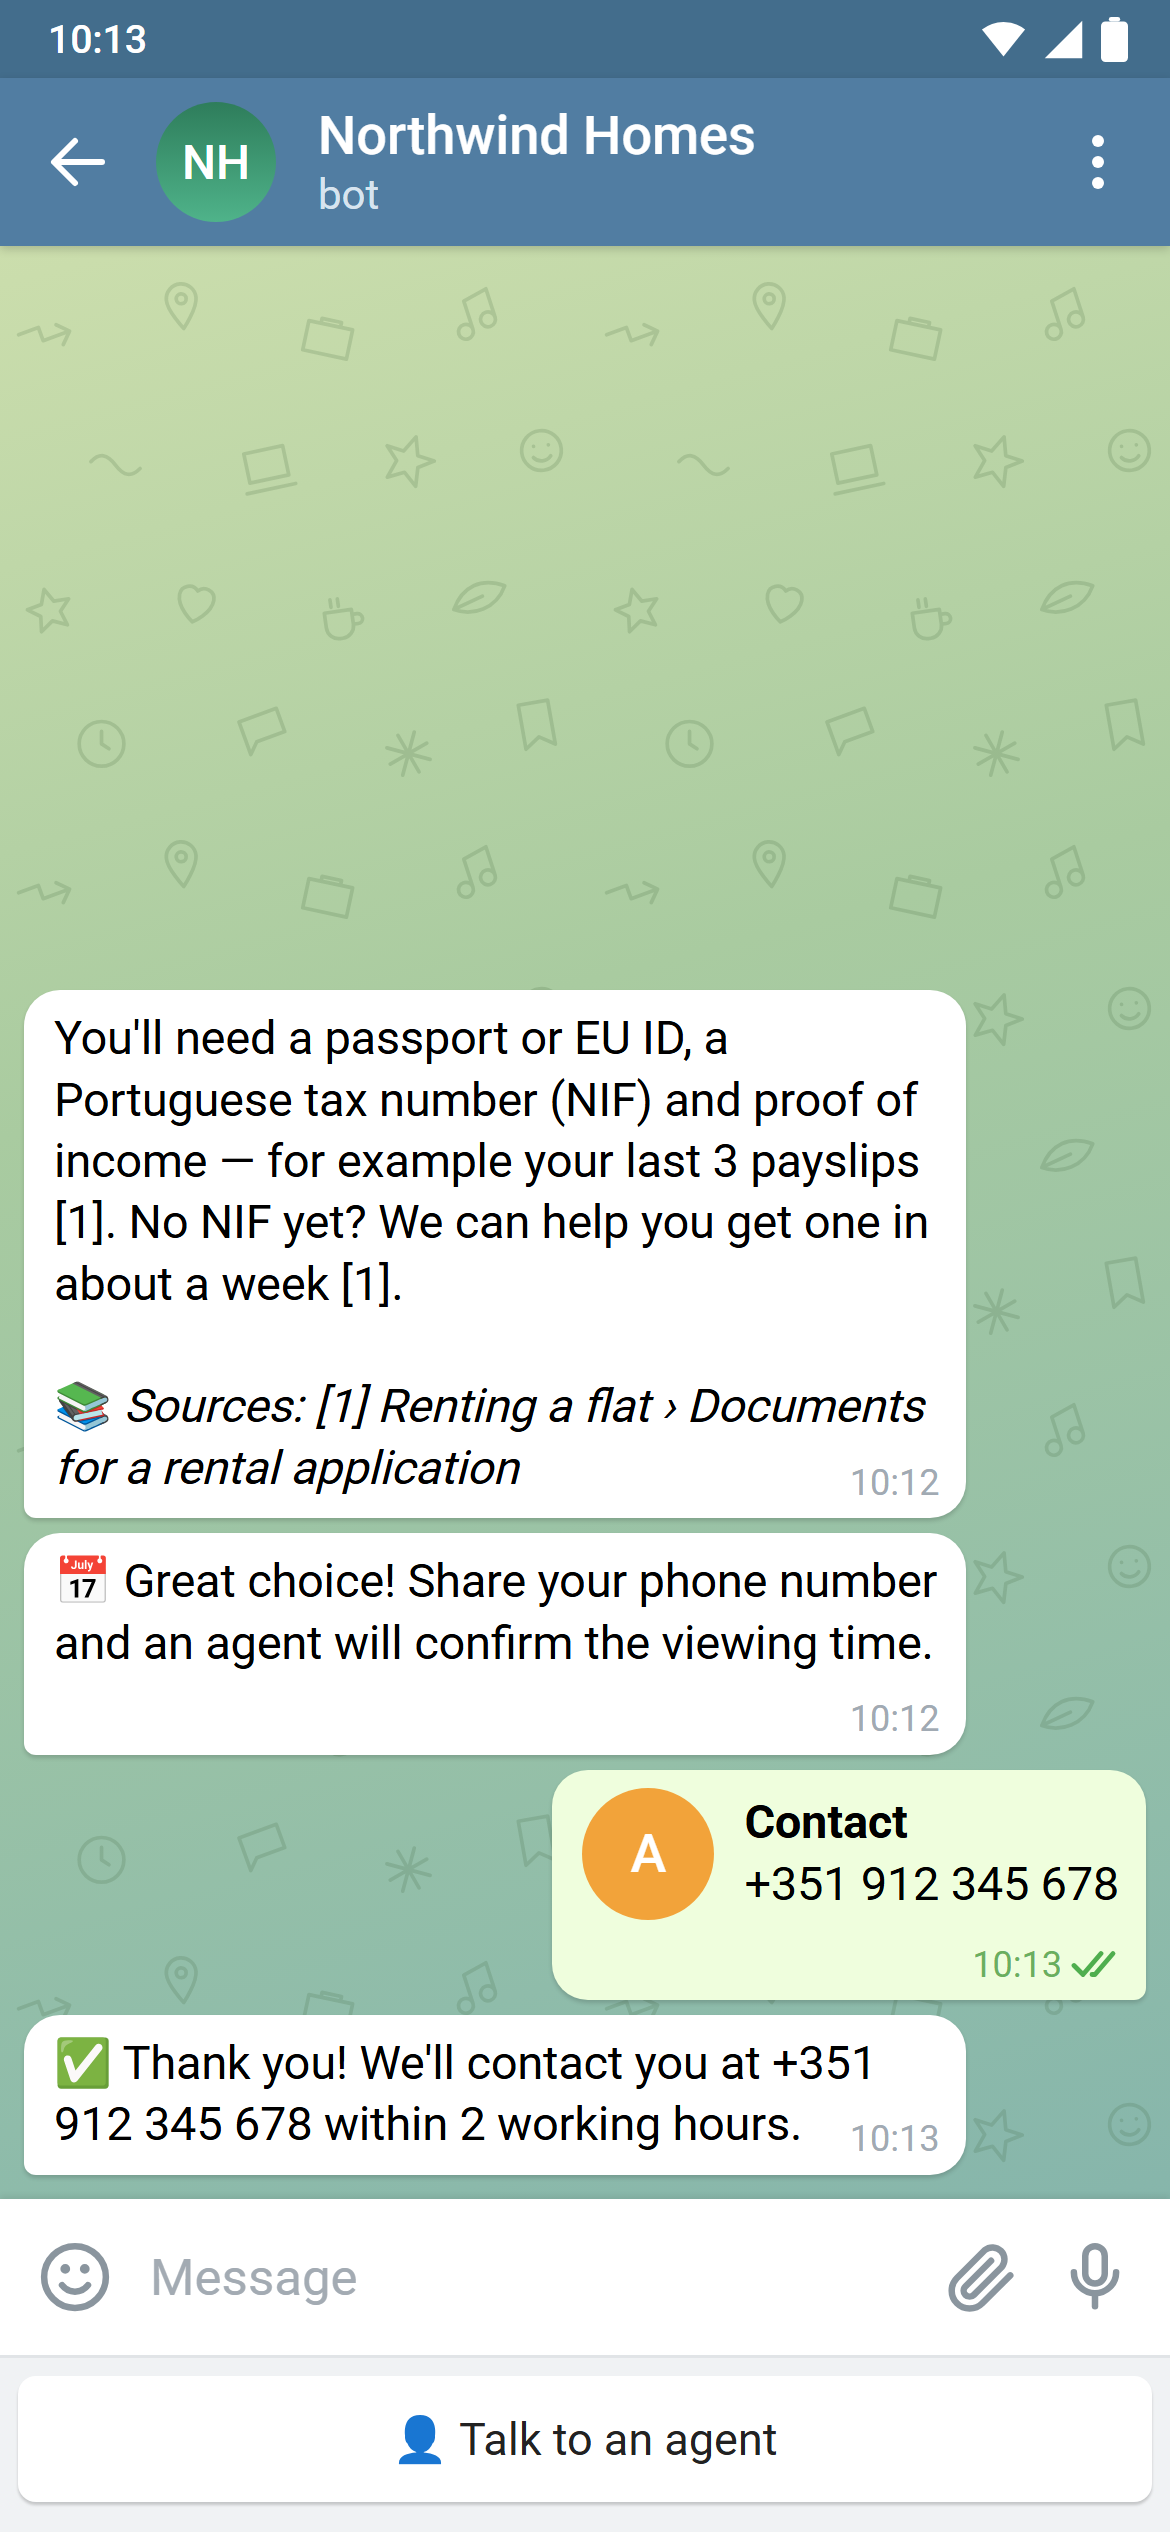 10:13
NH
Northwind Homes
bot
You'll need a passport or EU ID, a
Portuguese tax number (NIF) and proof of
income — for example your last 3 payslips
[1]. No NIF yet? We can help you get one in
about a week [1].
📚 Sources: [1] Renting a flat › Documents
for a rental application
10:12
📅 Great choice! Share your phone number
and an agent will confirm the viewing time.
10:12
A
Contact
+351 912 345 678
10:13
✅ Thank you! We'll contact you at +351
912 345 678 within 2 working hours.
10:13
Message
👤 Talk to an agent